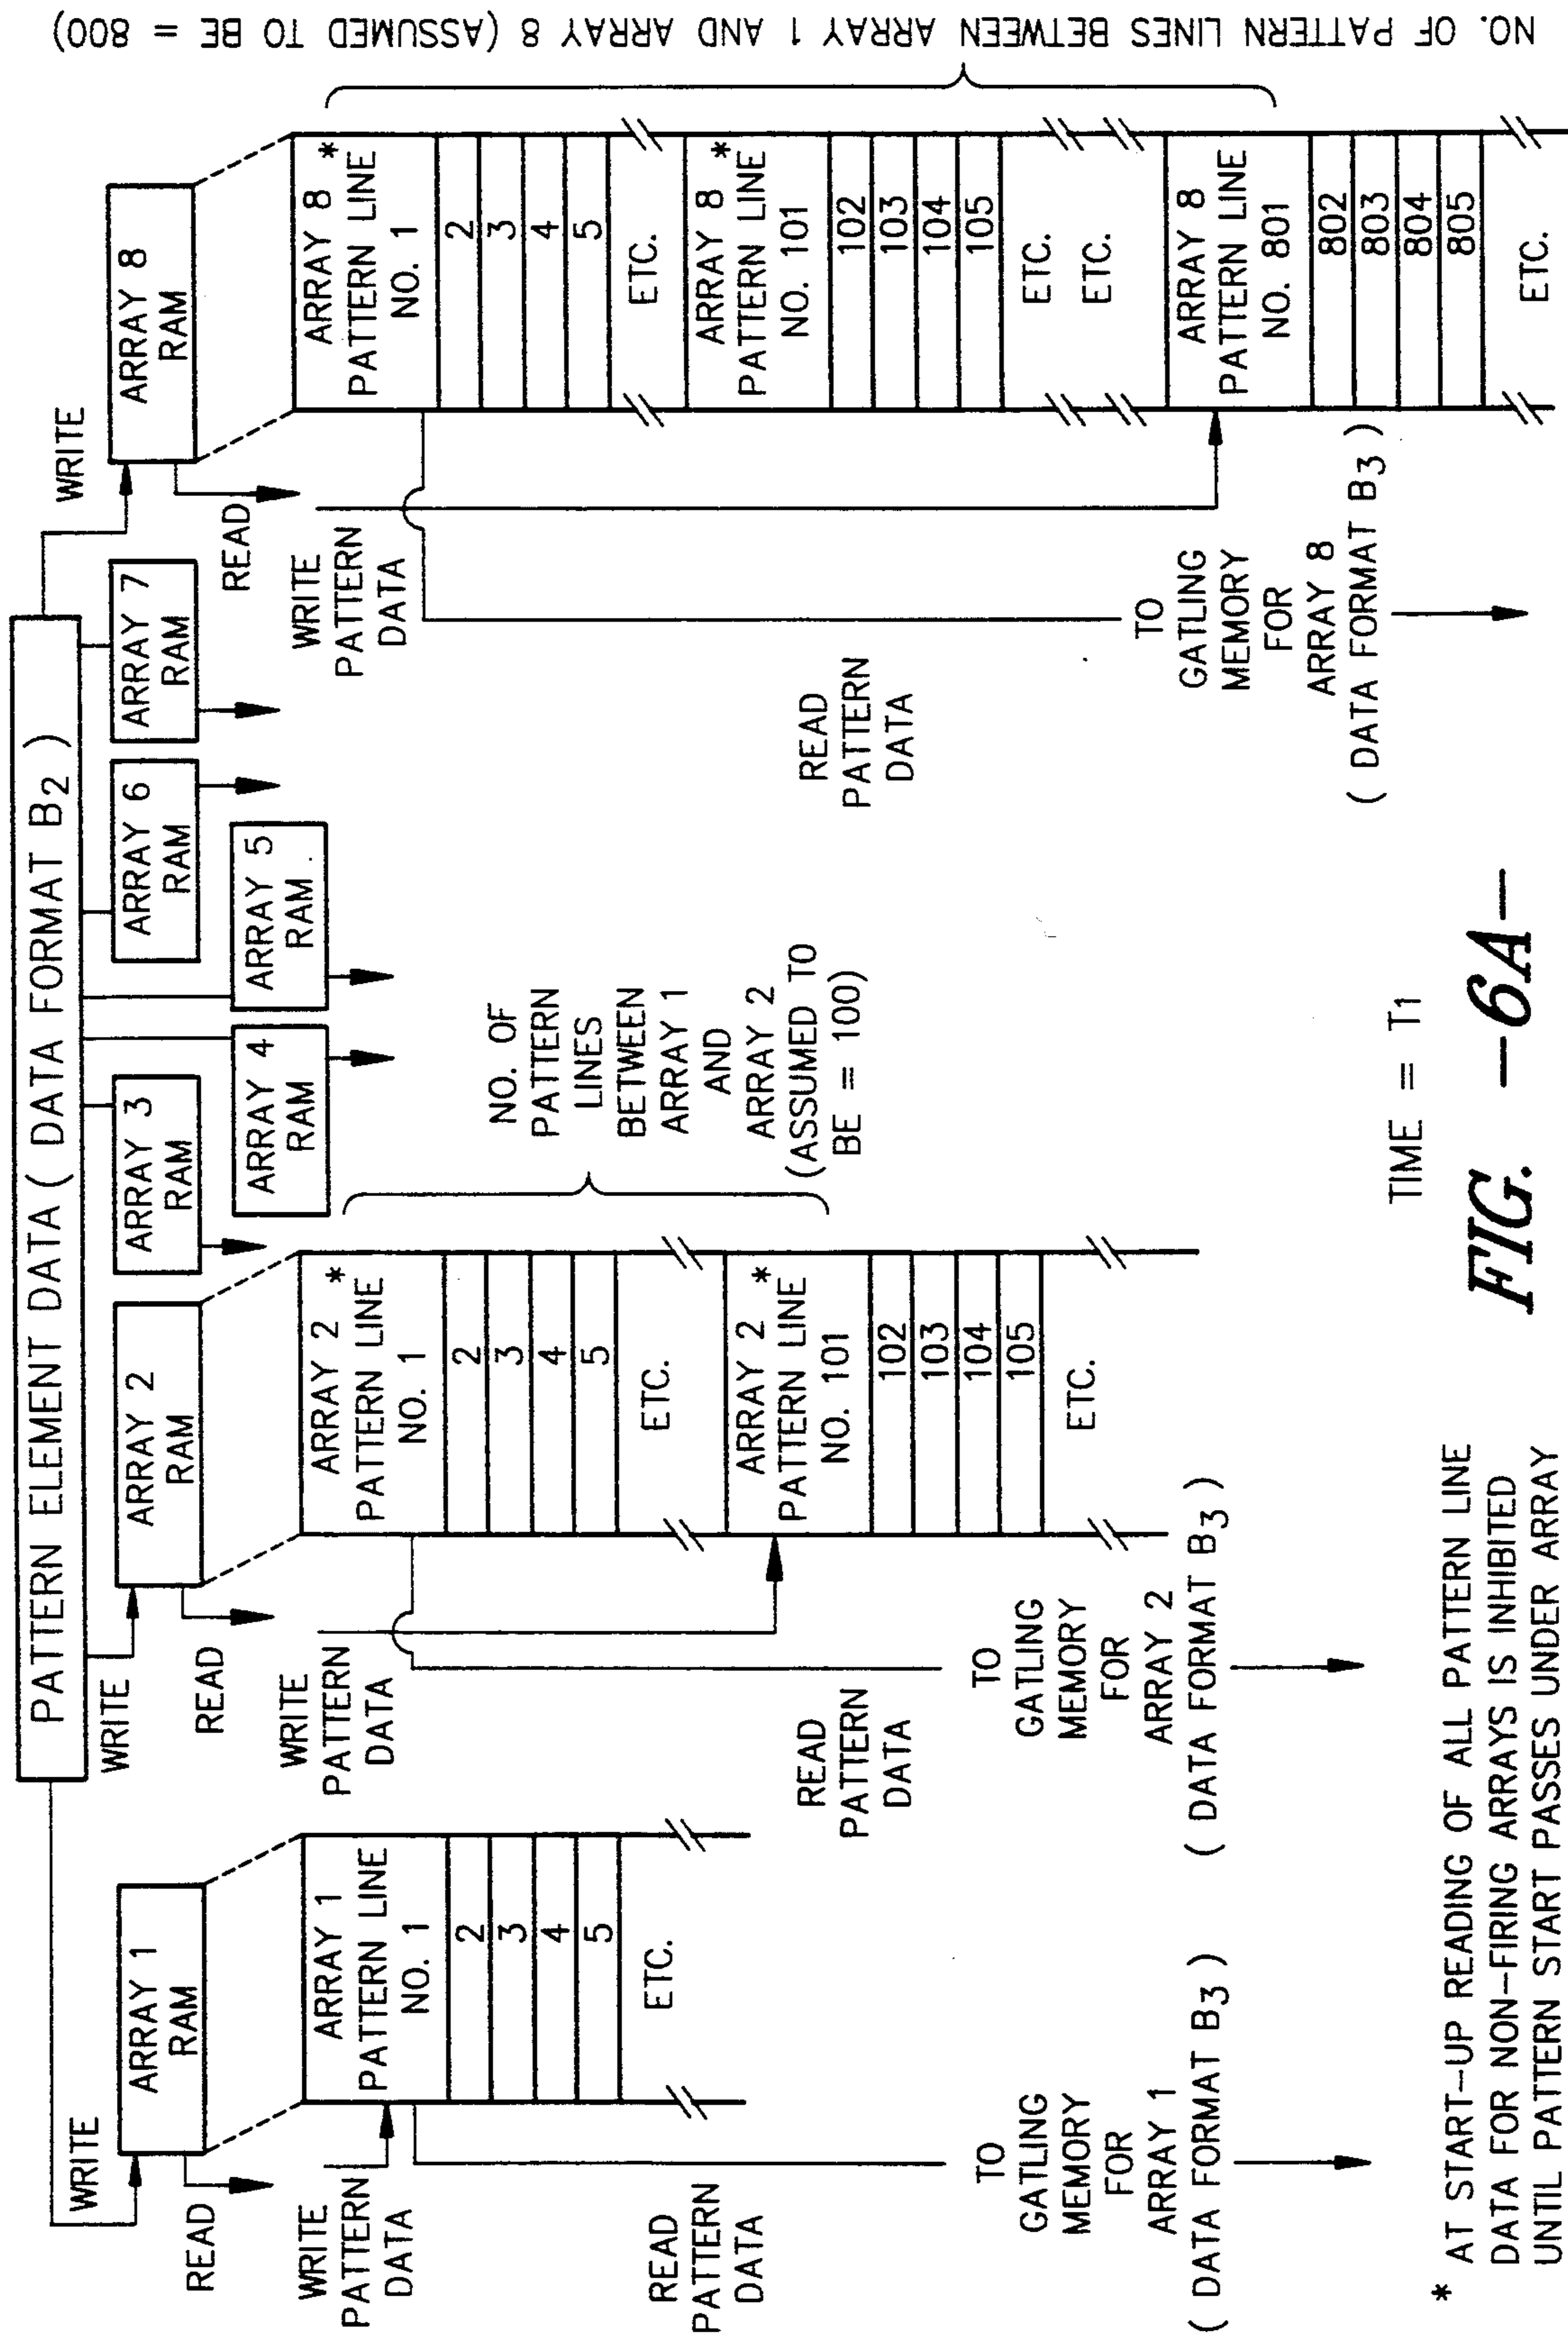 PATTERN ELEMENT DATA ( DATA FORMAT B2 )
WRITE
ARRAY 1
RAM
READ
WRITE
ARRAY 2
RAM
READ
ARRAY 3
RAM
ARRAY 4
RAM
ARRAY 5
RAM
ARRAY 6
RAM
ARRAY 7
RAM
WRITE
ARRAY 8
RAM
READ
WRITE
PATTERN
DATA
ARRAY 1
PATTERN LINE
NO. 1
2
3
4
5
ETC.
READ
PATTERN
DATA
TO
GATLING
MEMORY
FOR
ARRAY 1
( DATA FORMAT B3 )
WRITE
PATTERN
DATA
ARRAY 2 *
PATTERN LINE
NO. 1
2
3
4
5
ETC.
ARRAY 2 *
PATTERN LINE
NO. 101
102
103
104
105
ETC.
READ
PATTERN
DATA
TO
GATLING
MEMORY
FOR
ARRAY 2
( DATA FORMAT B3 )
NO. OF
PATTERN
LINES
BETWEEN
ARRAY 1
AND
ARRAY 2
(ASSUMED TO
BE = 100)
WRITE
PATTERN
DATA
ARRAY 8 *
PATTERN LINE
NO. 1
2
3
4
5
ETC.
ARRAY 8 *
PATTERN LINE
NO. 101
102
103
104
105
ETC.
ETC.
ARRAY 8
PATTERN LINE
NO. 801
802
803
804
805
ETC.
READ
PATTERN
DATA
TO
GATLING
MEMORY
FOR
ARRAY 8
( DATA FORMAT B3 )
NO. OF PATTERN LINES BETWEEN ARRAY 1 AND ARRAY 8 (ASSUMED TO BE = 800)
TIME = T1
* AT START-UP READING OF ALL PATTERN LINE
DATA FOR NON-FIRING ARRAYS IS INHIBITED
UNTIL PATTERN START PASSES UNDER ARRAY
FIG. -6A-